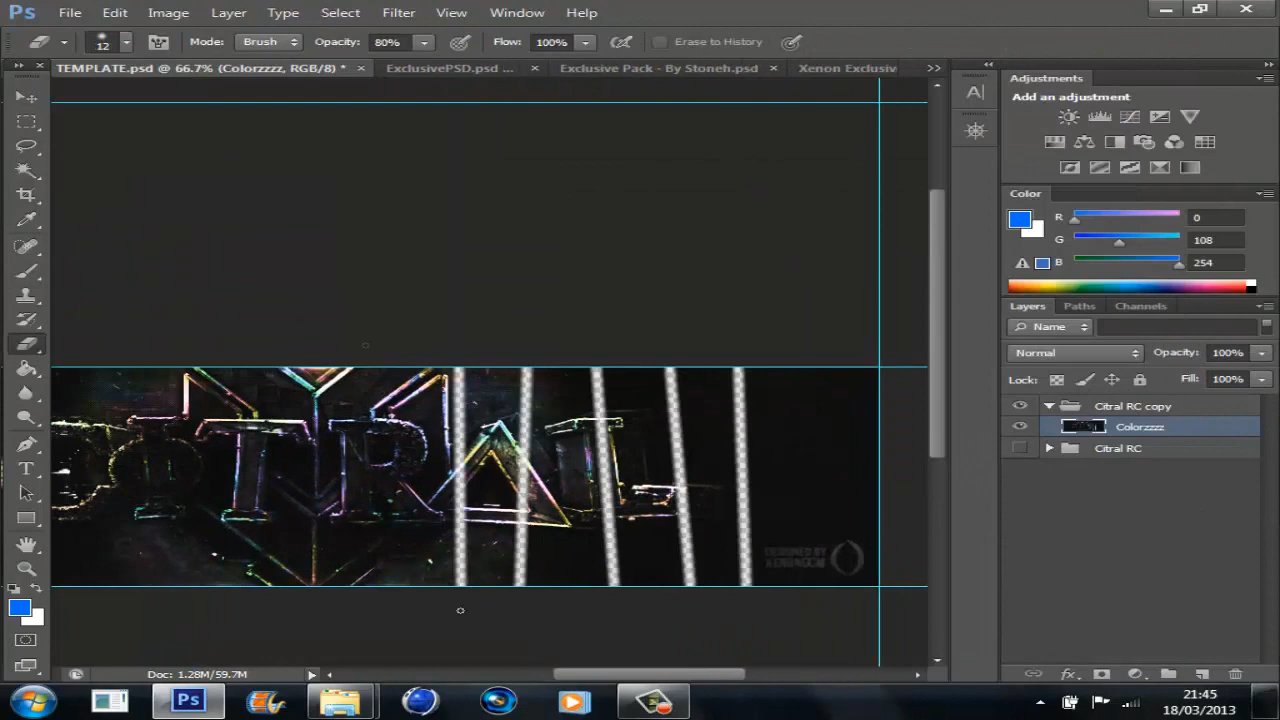 Ps File Edit Image Layer Type Select Filter View Window Help
12 Mode: Brush Opacity: 80% Flow: 100% Erase to History
TEMPLATE.psd @ 66.7% (Colorzzzz, RGB/8) * × ExclusivePSD.psd ... × Exclusive Pack - By Stoneh.psd × Xenon Exclusiv
Adjustments
Add an adjustment
Color
R 0
G 108
B 254
Layers Paths Channels
Name
Normal Opacity: 100%
Lock: Fill: 100%
Citral RC copy
Colorzzzz
Citral RC
CITRAL
DESIGNED BY
Doc: 1.28M/59.7M
Ps
21:45
18/03/2013